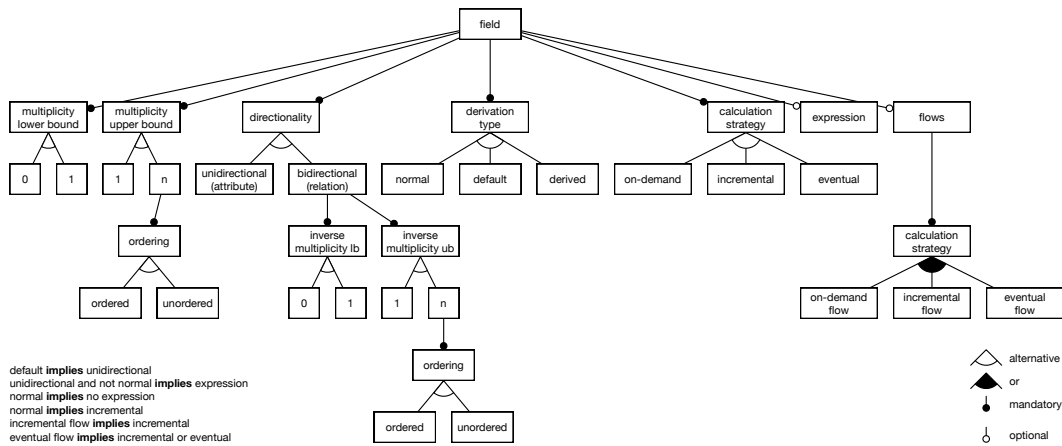 field
multiplicity
lower bound
multiplicity
upper bound
directionality
derivation
type
calculation
strategy
expression
flows
0
1
1
n
unidirectional
(attribute)
bidirectional
(relation)
normal
default
derived
on-demand
incremental
eventual
ordering
inverse
multiplicity lb
inverse
multiplicity ub
calculation
strategy
ordered
unordered
0
1
1
n
on-demand
flow
incremental
flow
eventual
flow
ordering
ordered
unordered
default implies unidirectional
unidirectional and not normal implies expression
normal implies no expression
normal implies incremental
incremental flow implies incremental
eventual flow implies incremental or eventual
alternative
or
mandatory
optional